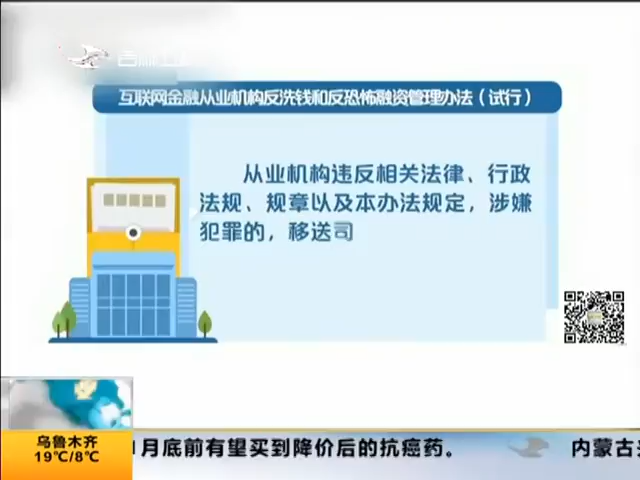 互联网金融从业机构反洗钱和反恐怖融资管理办法（试行）
从业机构违反相关法律、行政
法规、规章以及本办法规定，涉嫌
犯罪的，移送司
乌鲁木齐
19℃/8℃
1月底前有望买到降价后的抗癌药。
内蒙古